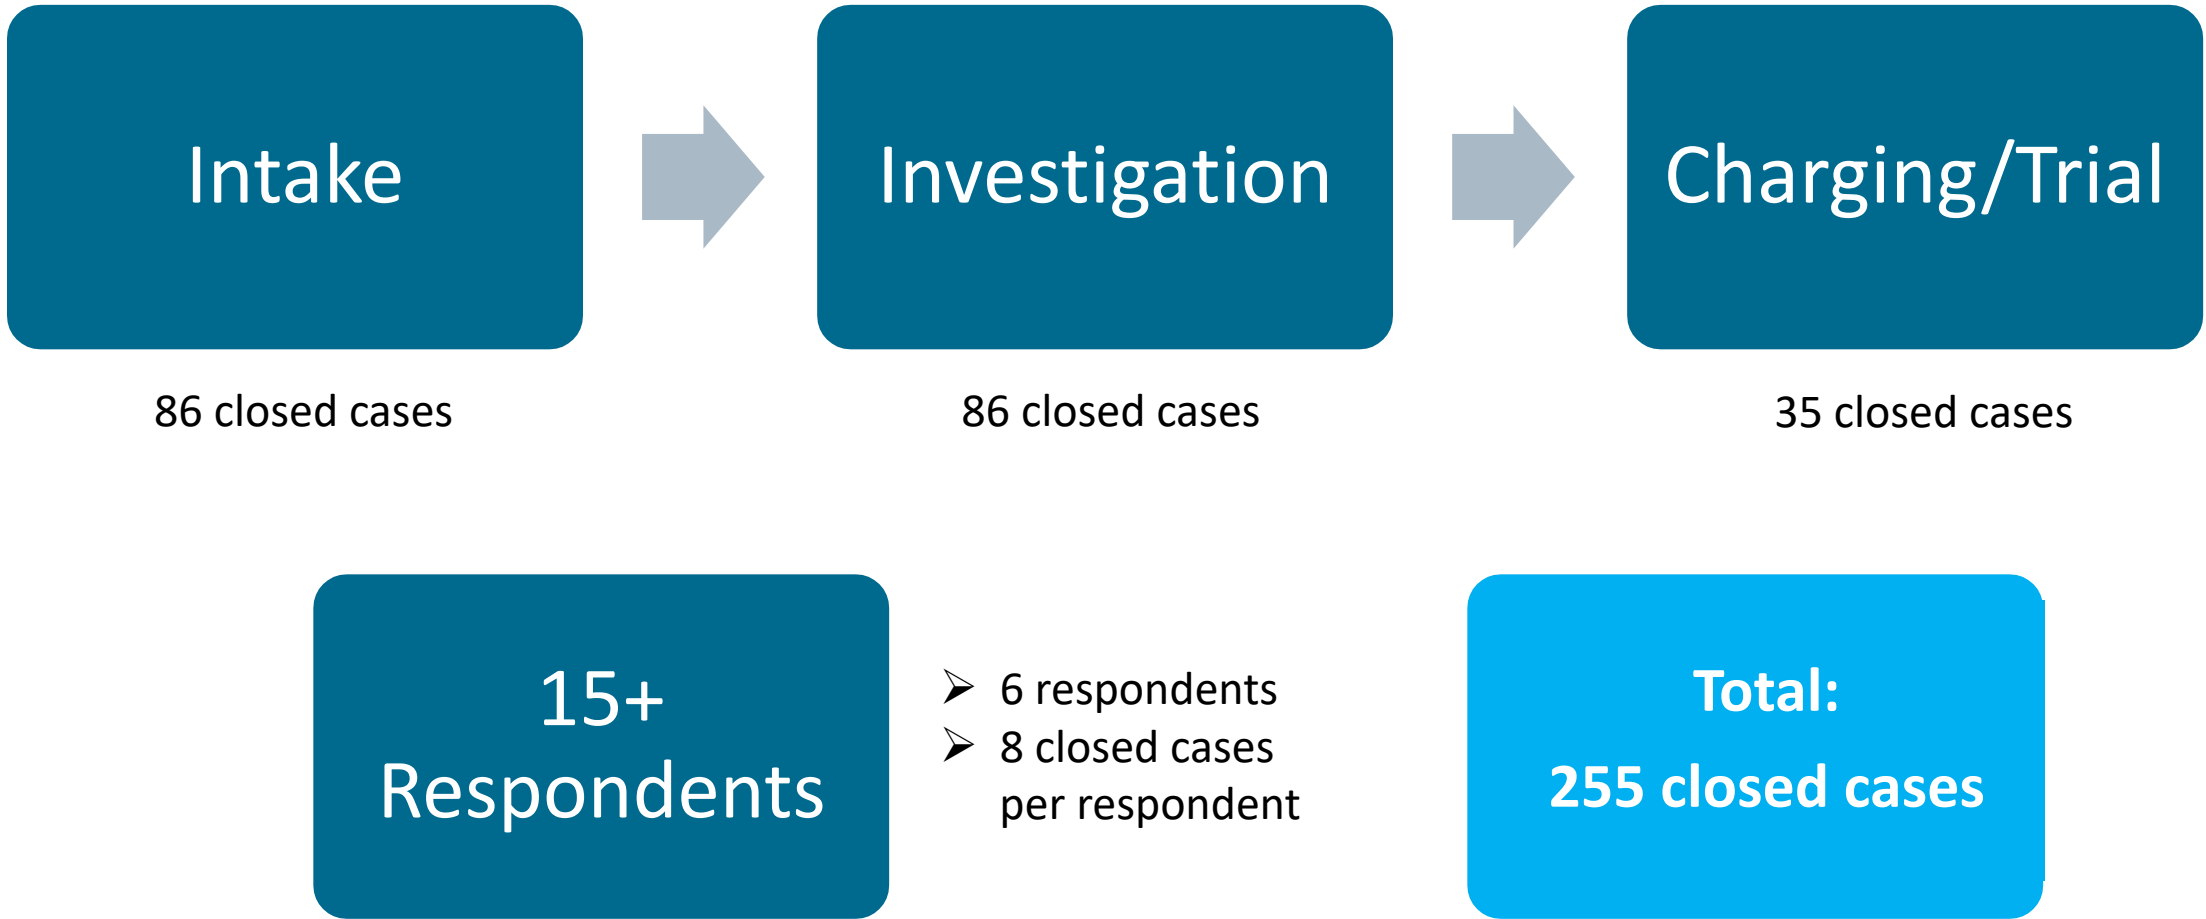 Intake
Investigation
Charging/Trial
86 closed cases
86 closed cases
35 closed cases
15+
Respondents
➢ 6 respondents
➢ 8 closed cases
per respondent
Total:
255 closed cases